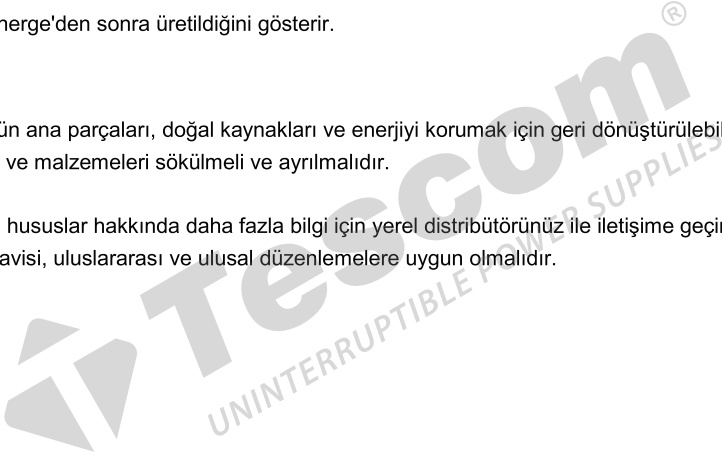 nerge'den sonra üretildiğini gösterir.
ün ana parçaları, doğal kaynakları ve enerjiyi korumak için geri dönüştürülebil
ve malzemeleri sökülmeli ve ayrılmalıdır.
hususlar hakkında daha fazla bilgi için yerel distribütörünüz ile iletişime geçin
avisi, uluslararası ve ulusal düzenlemelere uygun olmalıdır.
Tescom®
UNINTERRUPTIBLE POWER SUPPLIES